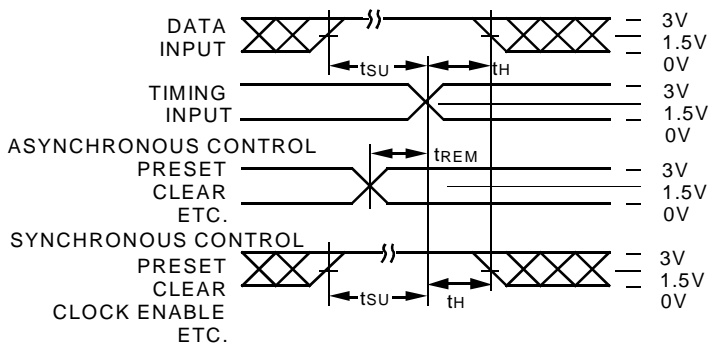 DATA
INPUT
tSU
tH
3V
1.5V
0V
TIMING
INPUT
3V
1.5V
0V
ASYNCHRONOUS CONTROL
PRESET
CLEAR
ETC.
tREM
3V
1.5V
0V
SYNCHRONOUS CONTROL
PRESET
CLEAR
CLOCK ENABLE
ETC.
tSU
tH
3V
1.5V
0V